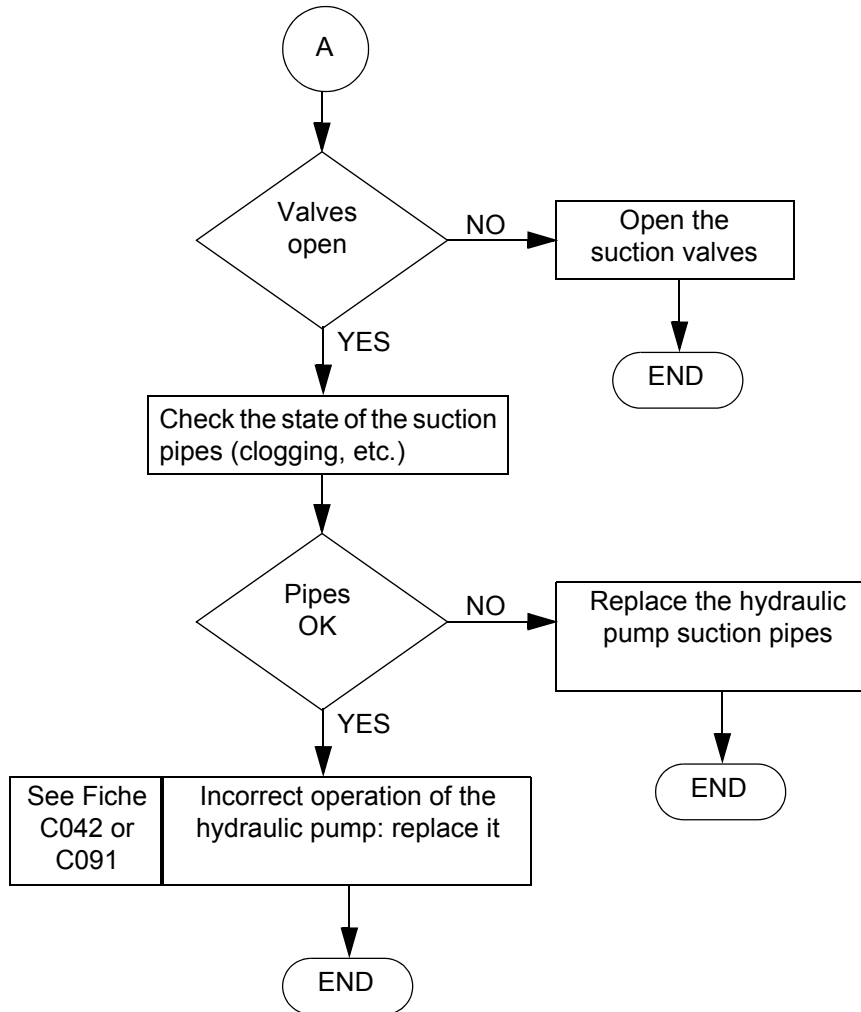 A
Valves
open
NO
Open the
suction valves
YES
END
Check the state of the suction
pipes (clogging, etc.)
Pipes
OK
NO
Replace the hydraulic
pump suction pipes
YES
END
See Fiche
C042 or
C091
Incorrect operation of the
hydraulic pump: replace it
END